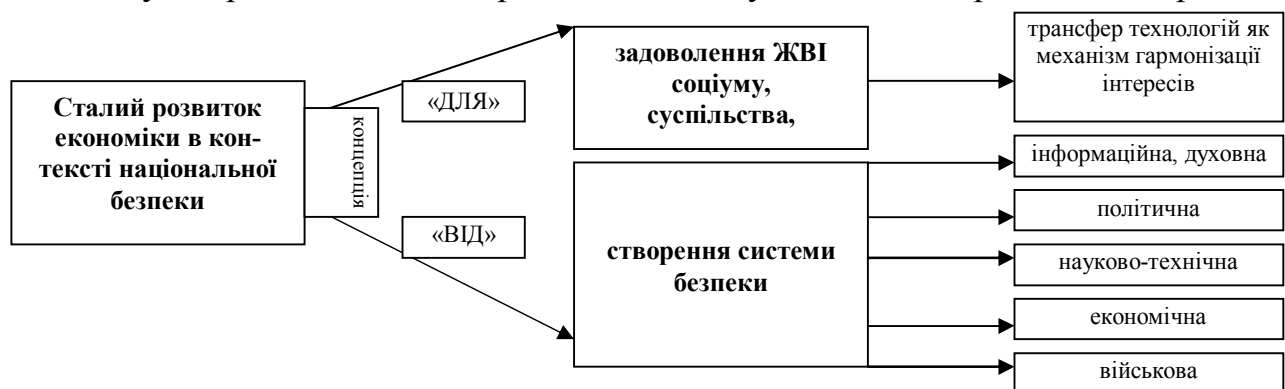 Сталий розвиток
економіки в кон-
тексті національної
безпеки
концепція
«ДЛЯ»
«ВІД»
задоволення ЖВІ
соціуму,
суспільства,
створення системи
безпеки
трансфер технологій як
механізм гармонізації
інтересів
інформаційна, духовна
політична
науково-технічна
економічна
військова